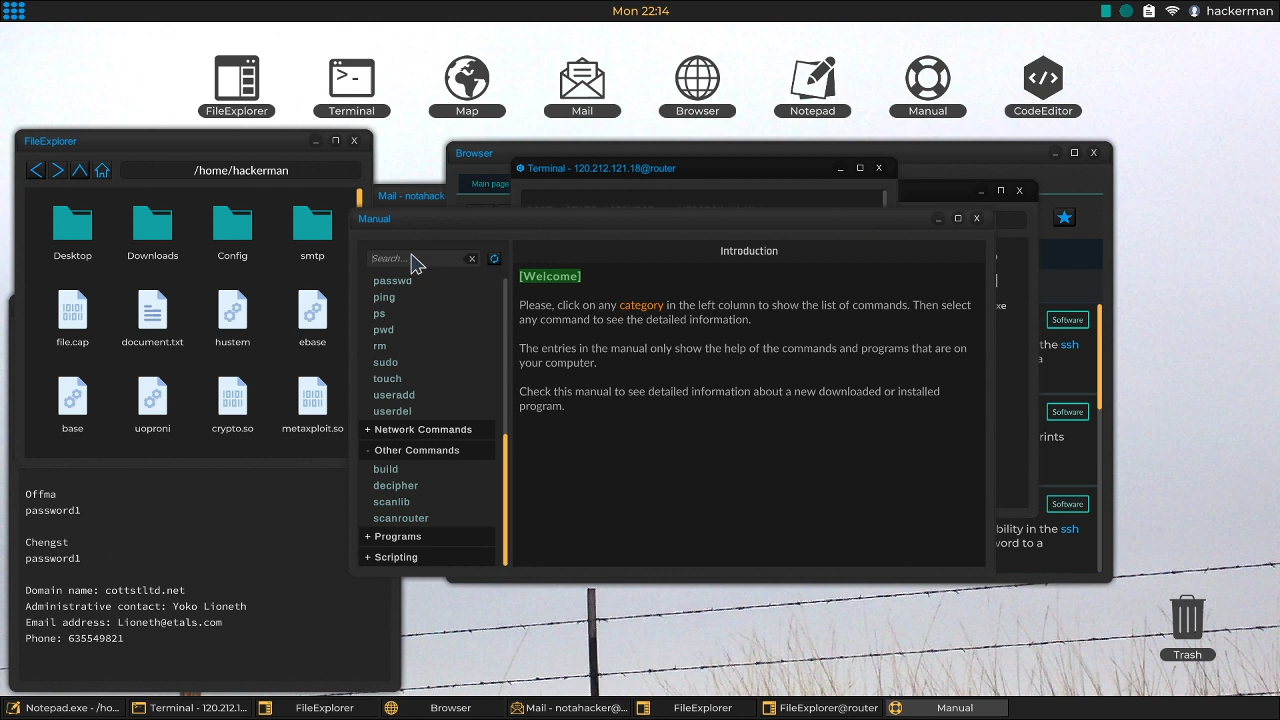 Mon 22:14
hackerman
FileExplorer
Terminal
Map
Mail
Browser
Notepad
Manual
CodeEditor
FileExplorer
/home/hackerman
Desktop
Downloads
Config
smtp
file.cap
document.txt
hustem
ebase
base
uoproni
crypto.so
metaxploit.so
Offma
password1
Chengst
password1
Domain name: cottstltd.net
Administrative contact: Yoko Lioneth
Email address: Lioneth@etals.com
Phone: 635549821
Mail - notahack
Browser
Main page
Terminal - 120.212.121.18@router
Software
the ssh
a
Software
rints
Software
bility in the ssh
word to a
xe
Manual
Search...
passwd
ping
ps
pwd
rm
sudo
touch
useradd
userdel
+ Network Commands
- Other Commands
build
decipher
scanlib
scanrouter
+ Programs
+ Scripting
Introduction
[Welcome]
Please, click on any category in the left column to show the list of commands. Then select
any command to see the detailed information.
The entries in the manual only show the help of the commands and programs that are on
your computer.
Check this manual to see detailed information about a new downloaded or installed
program.
Trash
Notepad.exe - /ho...
Terminal - 120.212.1...
FileExplorer
Browser
Mail - notahacker@...
FileExplorer
FileExplorer@router
Manual